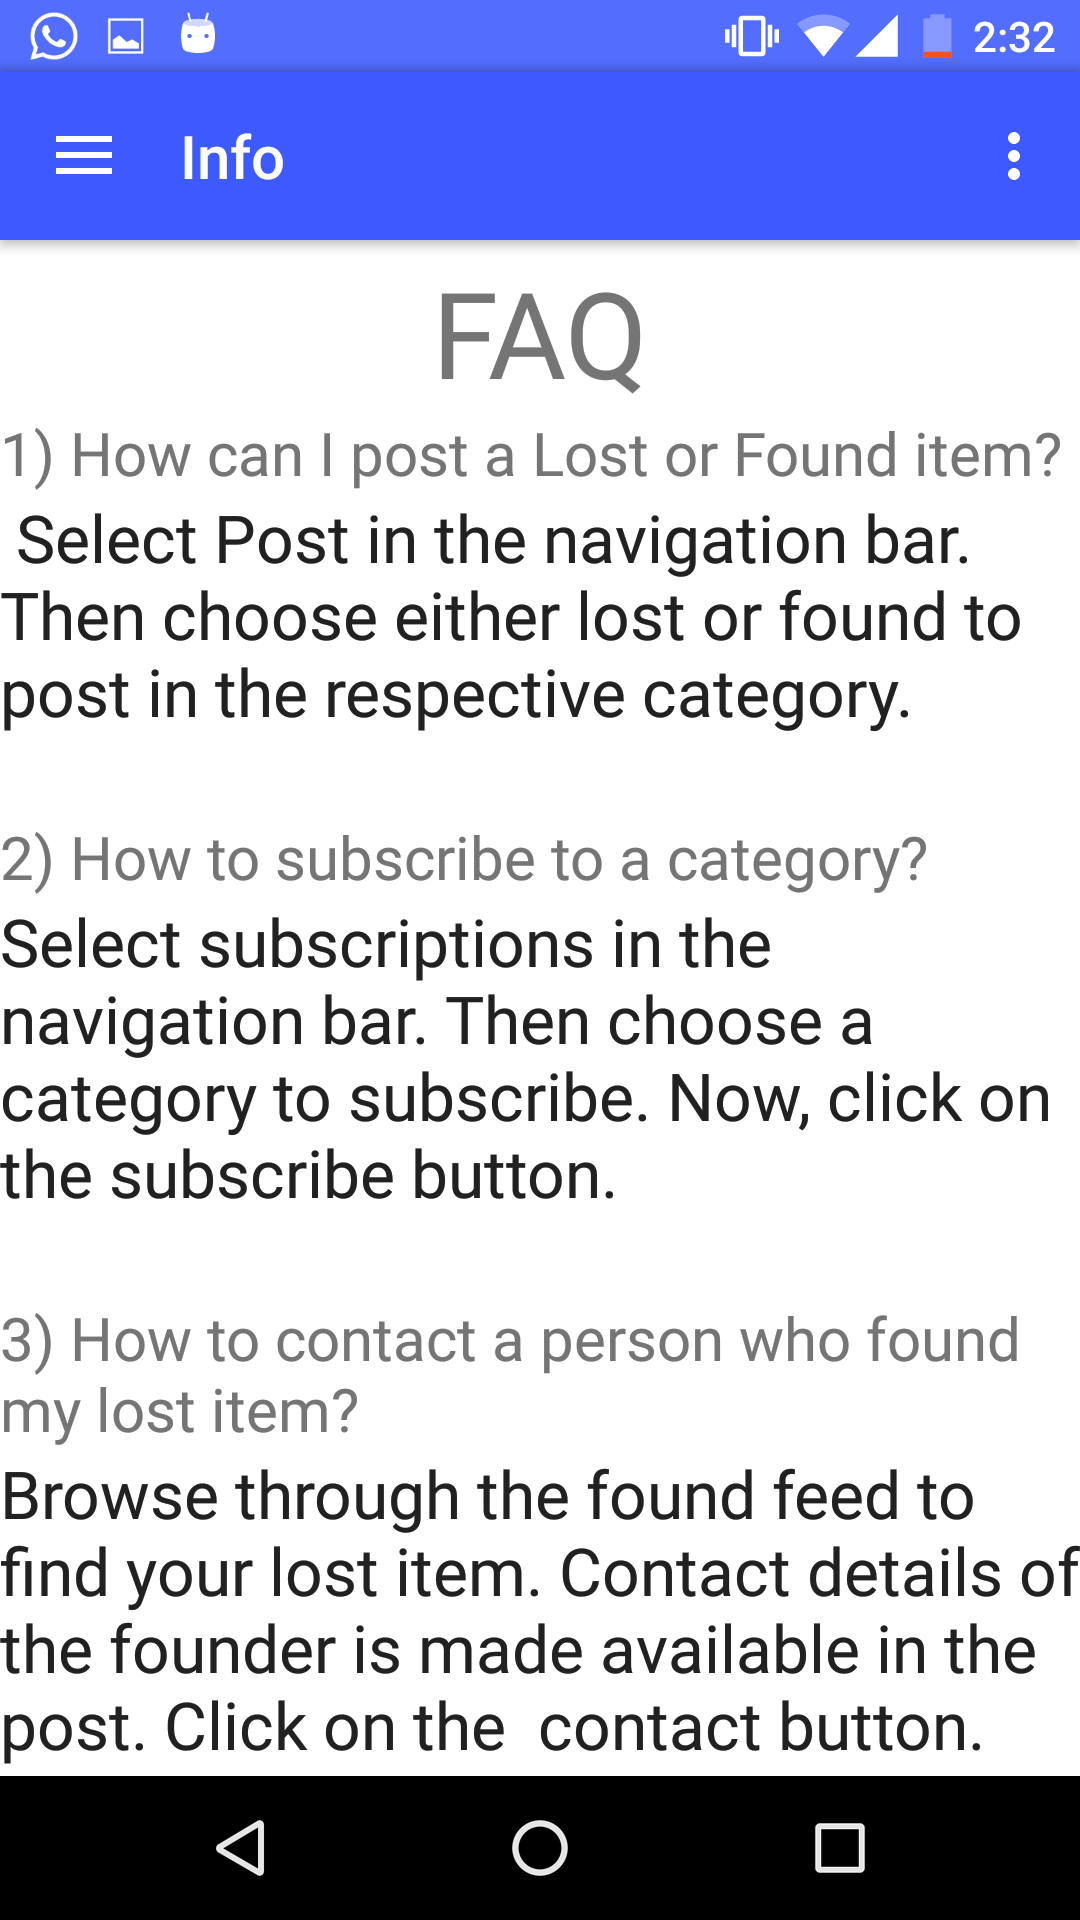 2:32
Info
FAQ
1) How can I post a Lost or Found item?
Select Post in the navigation bar.
Then choose either lost or found to
post in the respective category.
2) How to subscribe to a category?
Select subscriptions in the
navigation bar. Then choose a
category to subscribe. Now, click on
the subscribe button.
3) How to contact a person who found
my lost item?
Browse through the found feed to
find your lost item. Contact details of
the founder is made available in the
post. Click on the  contact button.